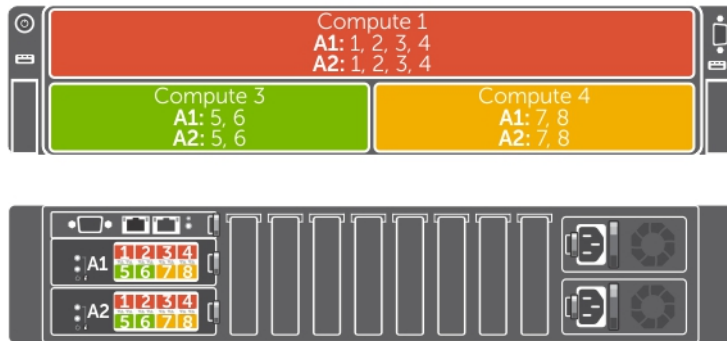 Compute 1
A1: 1, 2, 3, 4
A2: 1, 2, 3, 4
Compute 3
A1: 5, 6
A2: 5, 6
Compute 4
A1: 7, 8
A2: 7, 8
A1
1 2 3 4
5 6 7 8
A2
1 2 3 4
5 6 7 8